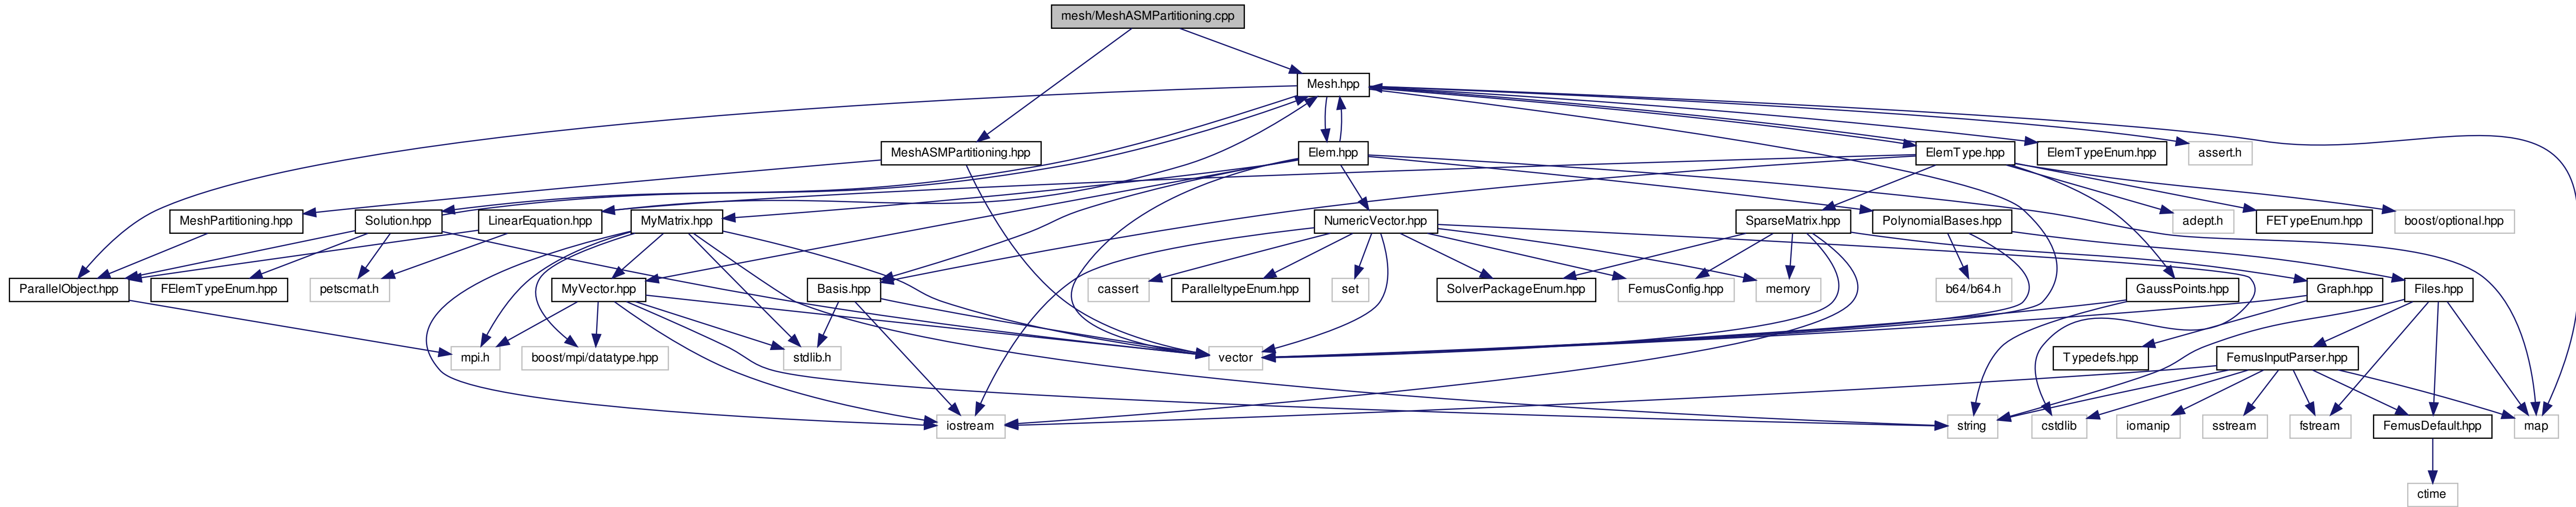 mesh/MeshASMPartitioning.cpp
Mesh.hpp
MeshASMPartitioning.hpp
Elem.hpp
ElemType.hpp
ElemTypeEnum.hpp
assert.h
MeshPartitioning.hpp
Solution.hpp
LinearEquation.hpp
MyMatrix.hpp
NumericVector.hpp
SparseMatrix.hpp
PolynomialBases.hpp
adept.h
FETypeEnum.hpp
boost/optional.hpp
ParallelObject.hpp
FElemTypeEnum.hpp
petscmat.h
MyVector.hpp
Basis.hpp
cassert
ParalleltypeEnum.hpp
set
SolverPackageEnum.hpp
FemusConfig.hpp
memory
b64/b64.h
GaussPoints.hpp
Graph.hpp
Files.hpp
mpi.h
boost/mpi/datatype.hpp
stdlib.h
vector
Typedefs.hpp
FemusInputParser.hpp
iostream
string
cstdlib
iomanip
sstream
fstream
FemusDefault.hpp
map
ctime